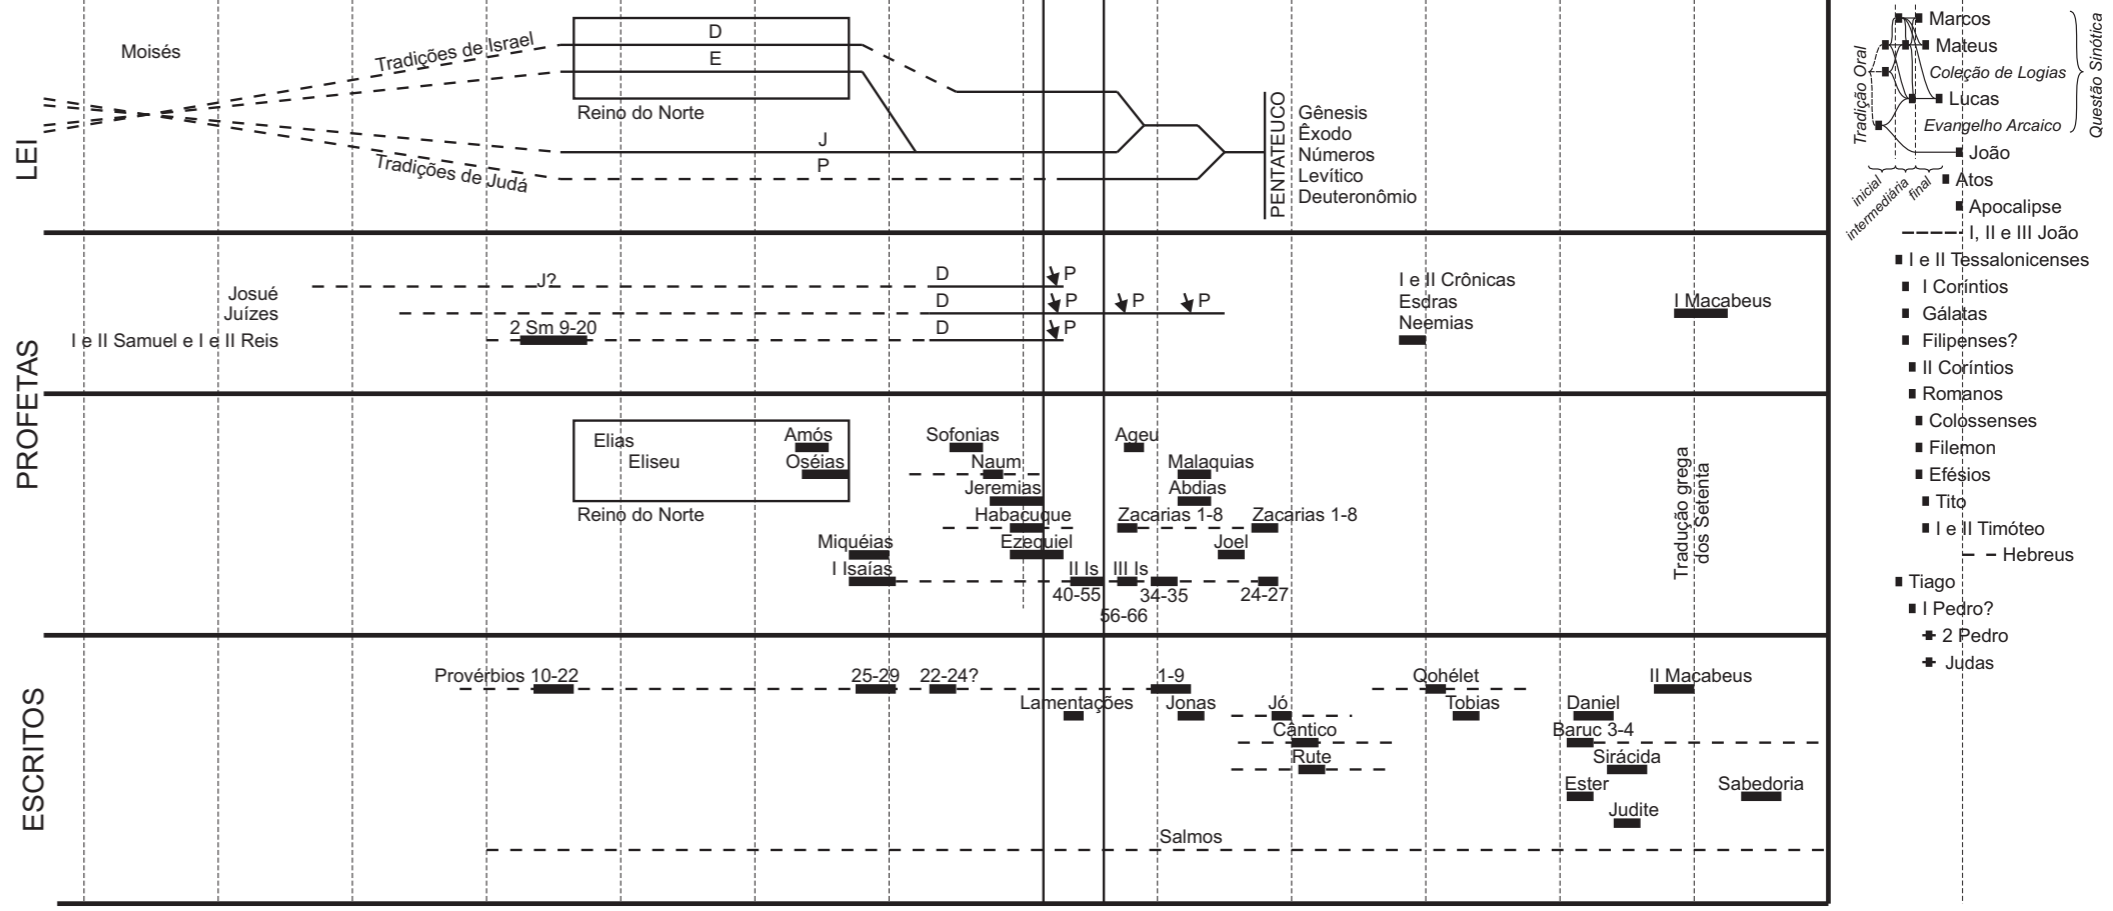 LEI
Moisés
Tradições de Israel
Tradições de Judá
D
E
Reino do Norte
J
P
PENTATEUCO
Gênesis
Êxodo
Números
Levítico
Deuteronômio
PROFETAS
Josué
Juízes
I e II Samuel e I e II Reis
J?
2 Sm 9-20
D
P
D
P
P
P
D
P
I e II Crônicas
Esdras
Neemias
I Macabeus
Elias
Eliseu
Amós
Oséias
Reino do Norte
Miquéias
I Isaías
Sofonias
Naum
Jeremias
Habacuque
Ezequiel
II Is
40-55
III Is
56-66
34-35
24-27
Ageu
Malaquias
Abdias
Zacarias 1-8
Zacarias 1-8
Joel
Tradução grega
dos Setenta
ESCRITOS
Provérbios 10-22
25-29
22-24?
1-9
Lamentações
Jonas
Jó
Cântico
Rute
Qohélet
Tobias
II Macabeus
Daniel
Baruc 3-4
Sirácida
Ester
Sabedoria
Judite
Salmos
Tradição Oral
inicial
intermediária
final
Marcos
Mateus
Coleção de Logias
Lucas
Evangelho Arcaico
Questão Sinótica
João
Atos
Apocalipse
I, II e III João
I e II Tessalonicenses
I Coríntios
Gálatas
Filipenses?
II Coríntios
Romanos
Colossenses
Filemon
Efésios
Tito
I e II Timóteo
Hebreus
Tiago
I Pedro?
2 Pedro
Judas